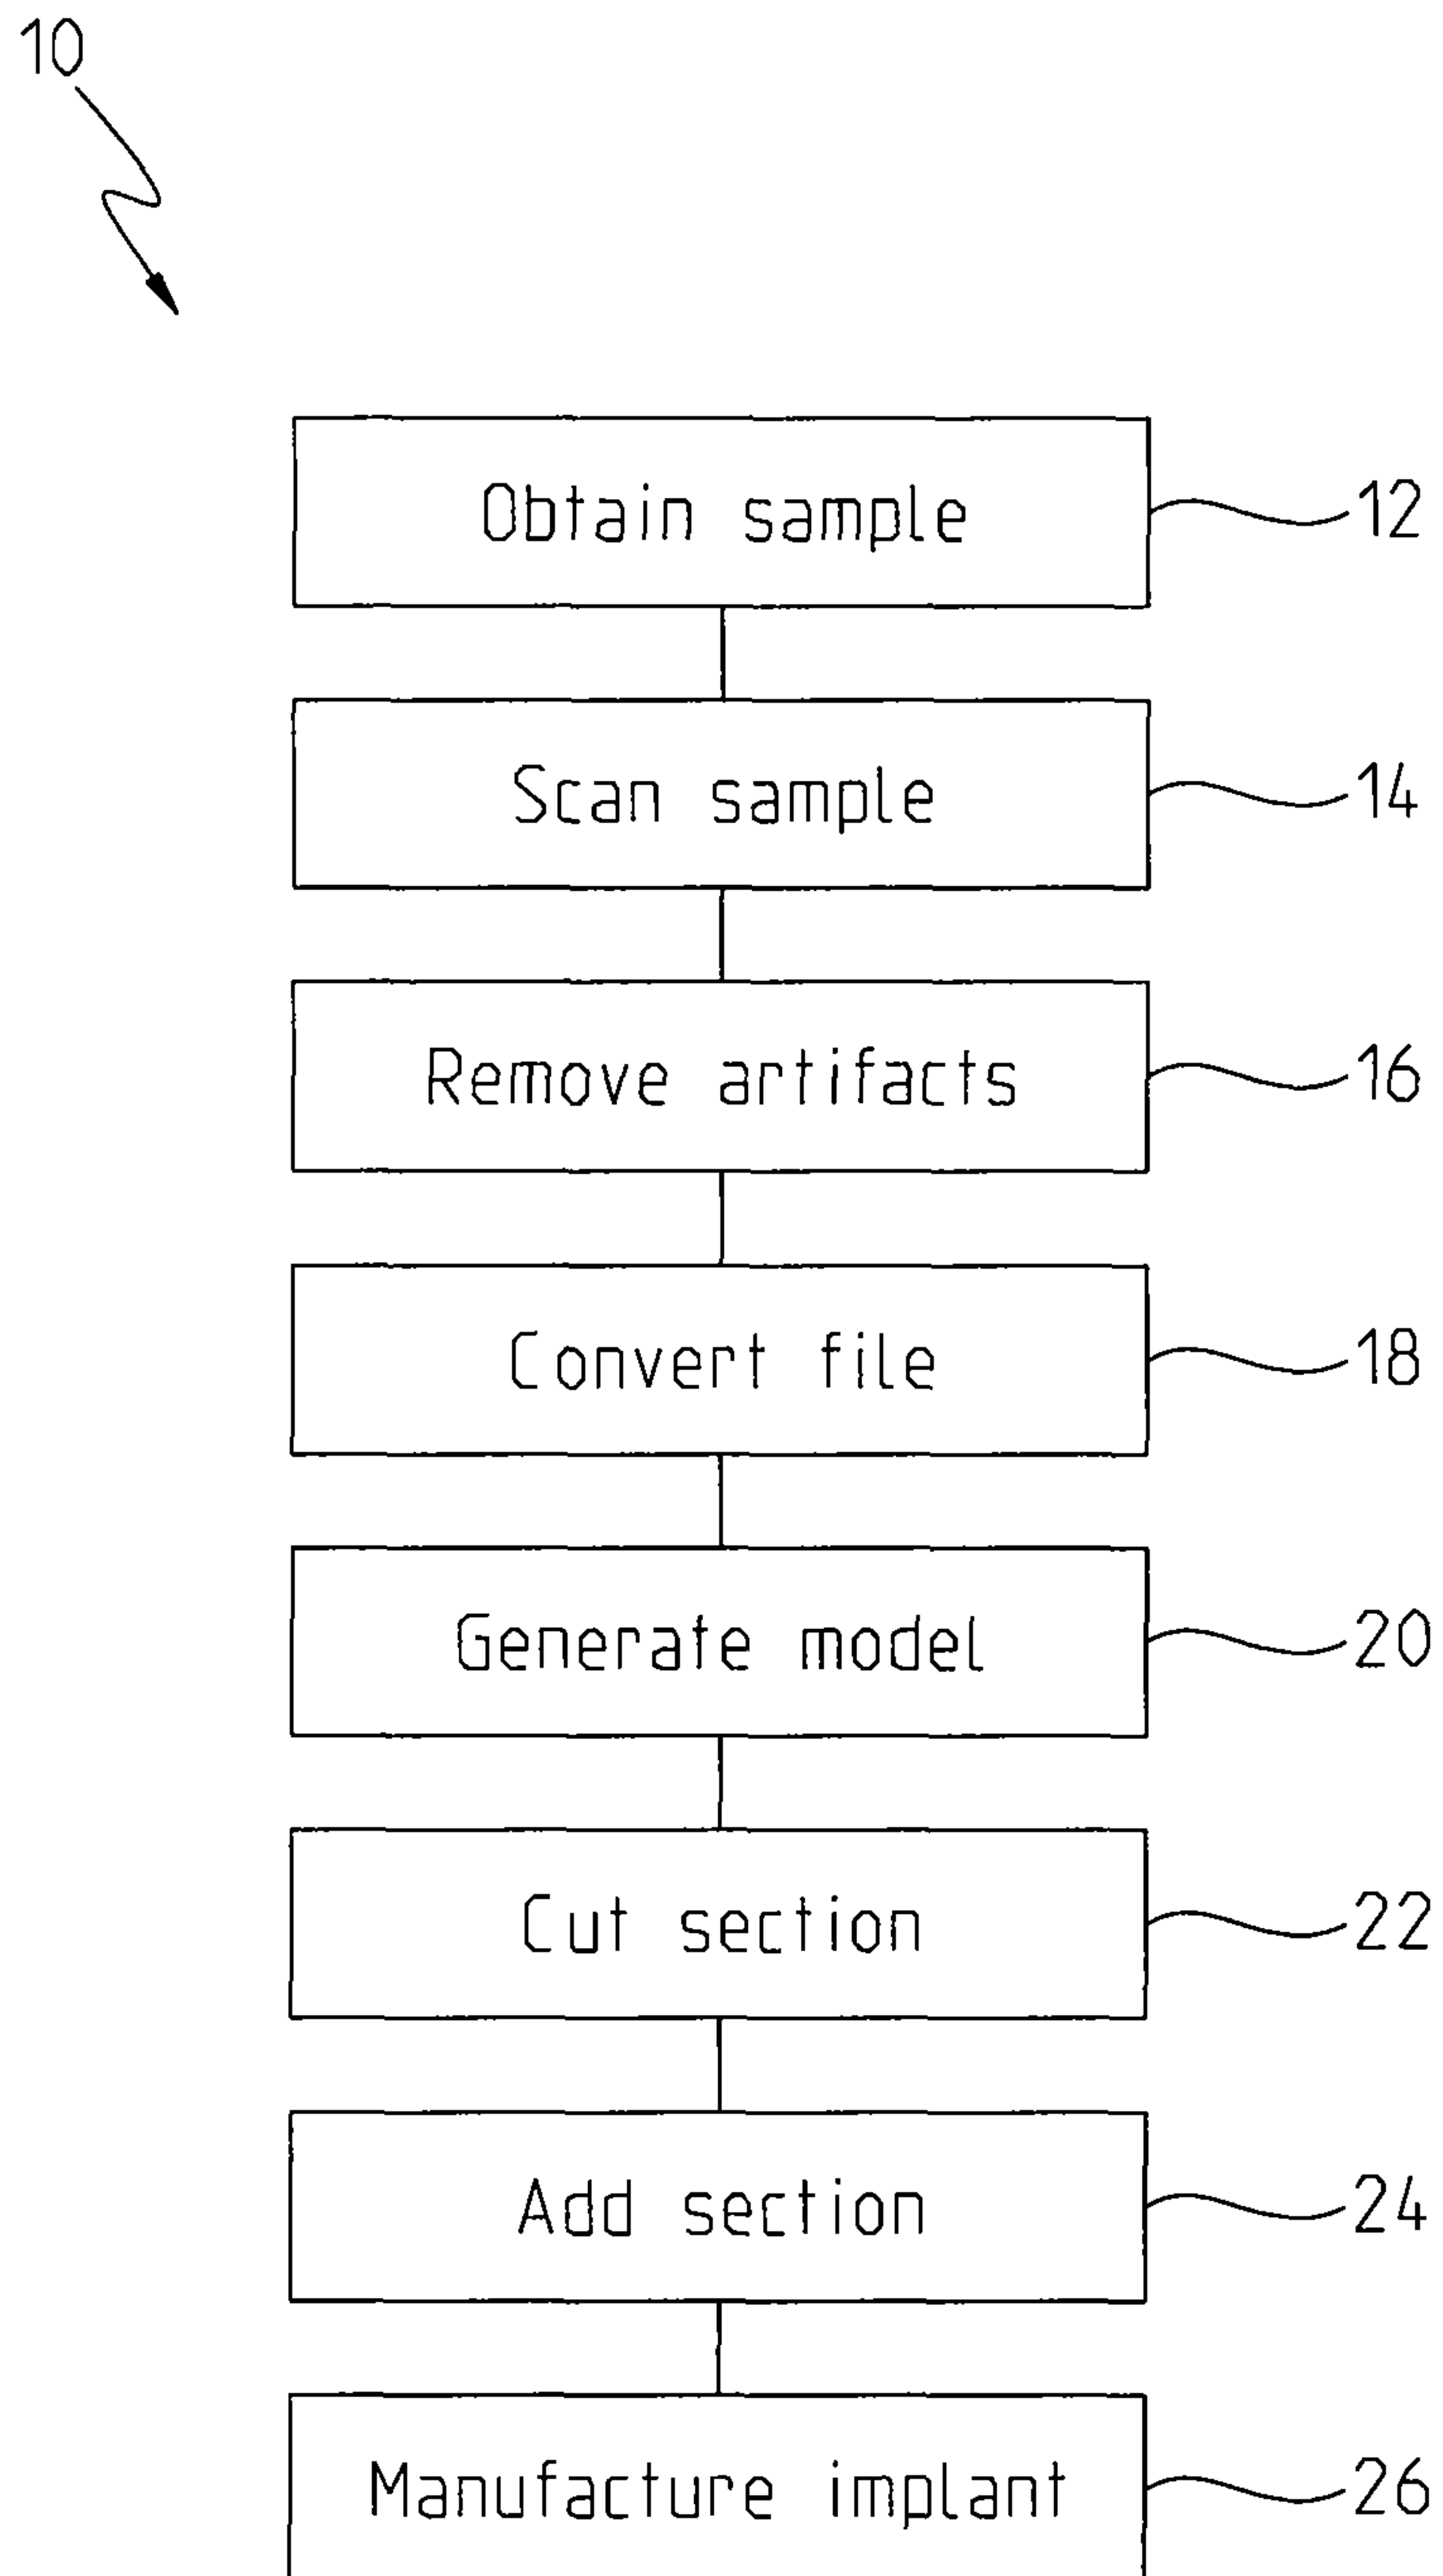 10
Obtain sample 12
Scan sample 14
Remove artifacts 16
Convert file 18
Generate model 20
Cut section 22
Add section 24
Manufacture implant 26